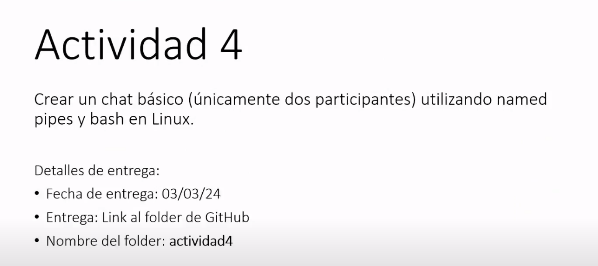 Actividad 4
Crear un chat básico (únicamente dos participantes) utilizando named
pipes y bash en Linux.
Detalles de entrega:
• Fecha de entrega: 03/03/24
• Entrega: Link al folder de GitHub
• Nombre del folder: actividad4